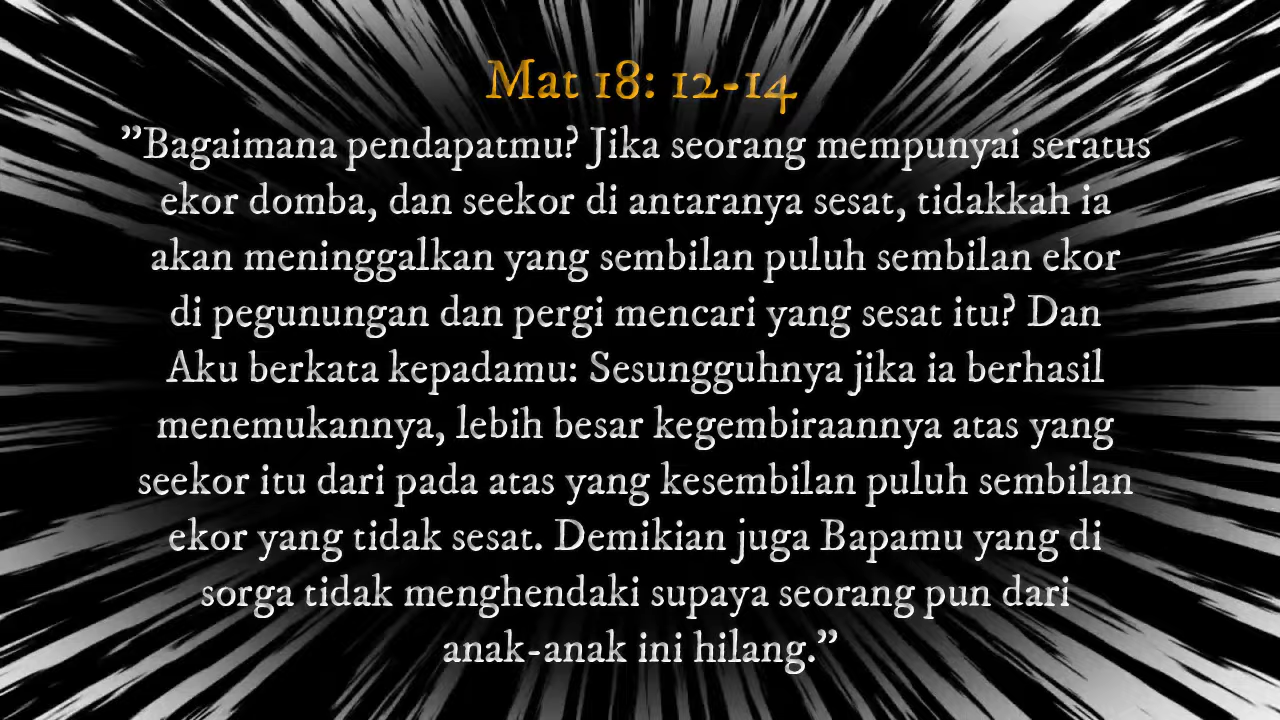 Mat 18: 12-14
”Bagaimana pendapatmu? Jika seorang mempunyai seratus
ekor domba, dan seekor di antaranya sesat, tidakkah ia
akan meninggalkan yang sembilan puluh sembilan ekor
di pegunungan dan pergi mencari yang sesat itu? Dan
Aku berkata kepadamu: Sesungguhnya jika ia berhasil
menemukannya, lebih besar kegembiraannya atas yang
seekor itu dari pada atas yang kesembilan puluh sembilan
ekor yang tidak sesat. Demikian juga Bapamu yang di
sorga tidak menghendaki supaya seorang pun dari
anak-anak ini hilang.”